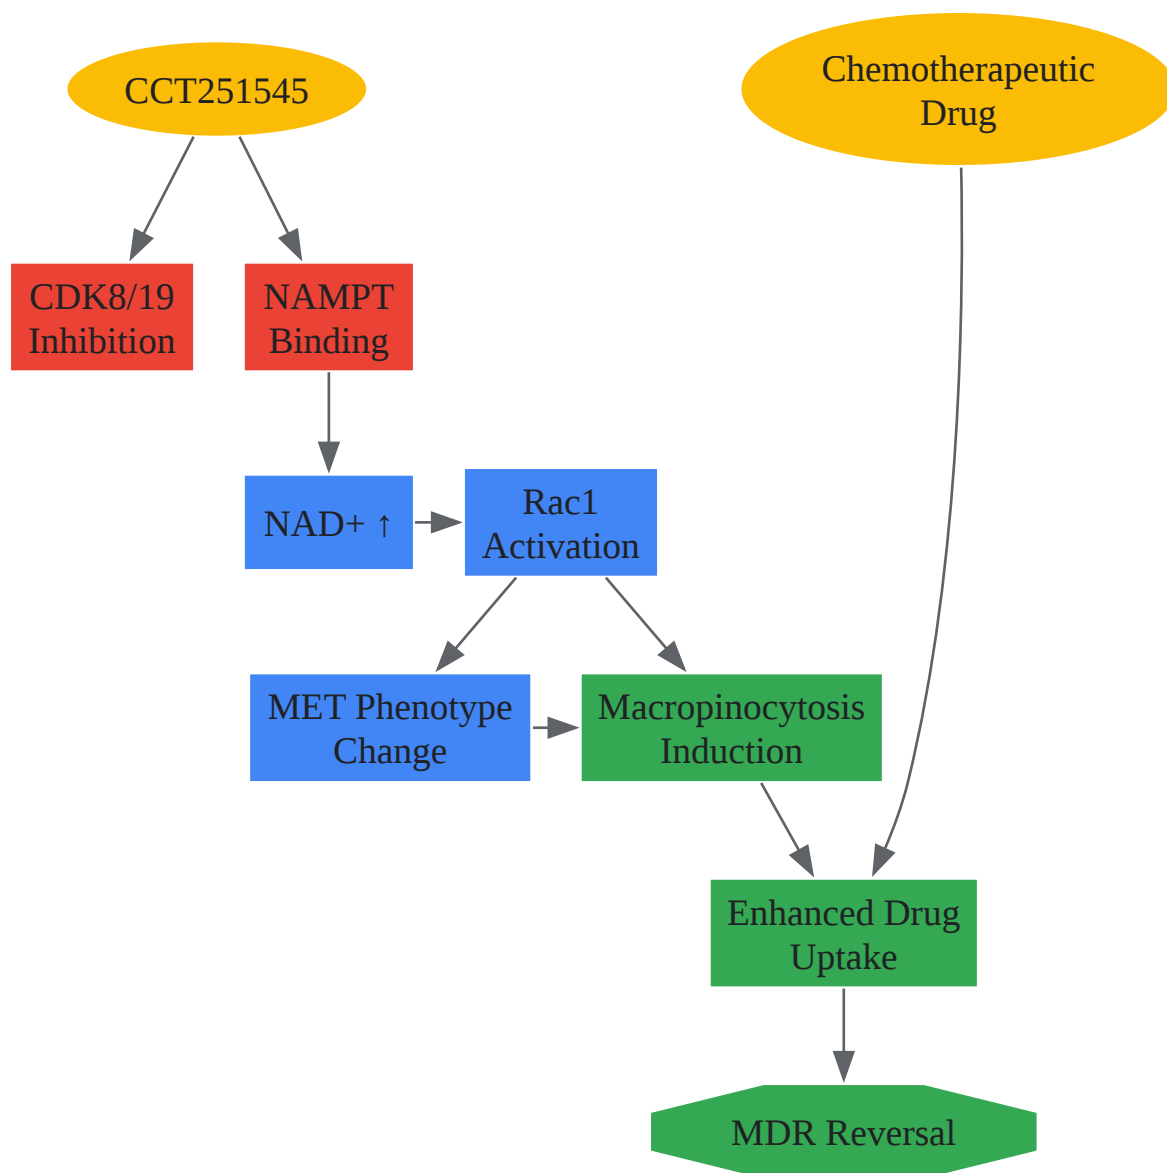 CCT251545
Chemotherapeutic
Drug
CDK8/19
Inhibition
NAMPT
Binding
NAD+ ↑
Rac1
Activation
MET Phenotype
Change
Macropinocytosis
Induction
Enhanced Drug
Uptake
MDR Reversal